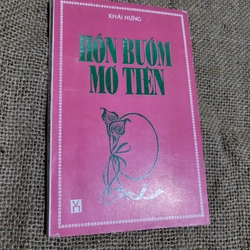 KHÁI HƯNG
HỒN BƯỚM
MƠ TIÊN